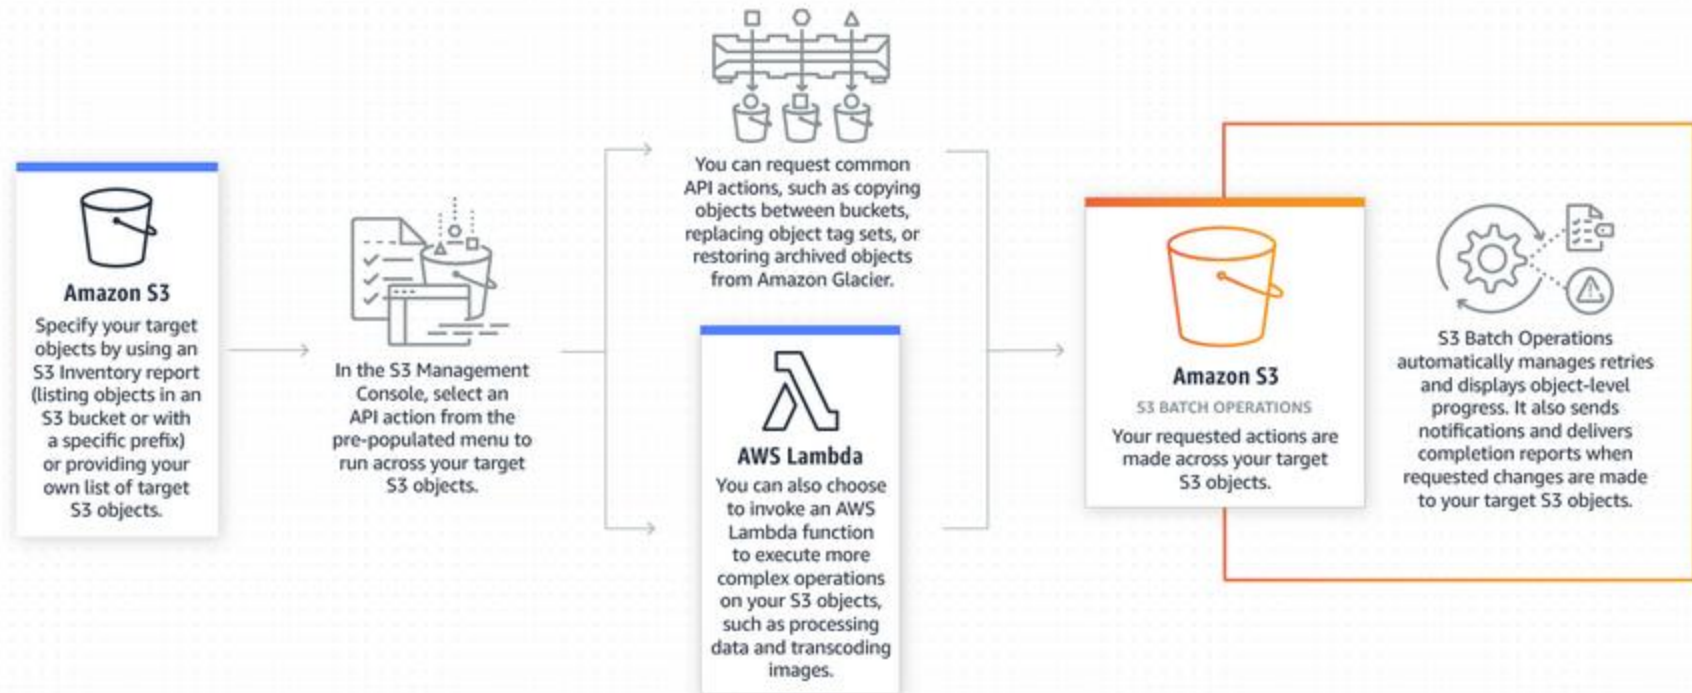 Amazon S3
Specify your target
objects by using an
S3 Inventory report
(listing objects in an
S3 bucket or with
a specific prefix)
or providing your
own list of target
S3 objects.
In the S3 Management
Console, select an
API action from the
pre-populated menu to
run across your target
S3 objects.
You can request common
API actions, such as copying
objects between buckets,
replacing object tag sets, or
restoring archived objects
from Amazon Glacier.
AWS Lambda
You can also choose
to invoke an AWS
Lambda function
to execute more
complex operations
on your S3 objects,
such as processing
data and transcoding
images.
Amazon S3
S3 BATCH OPERATIONS
Your requested actions are
made across your target
S3 objects.
S3 Batch Operations
automatically manages retries
and displays object-level
progress. It also sends
notifications and delivers
completion reports when
requested changes are made
to your target S3 objects.